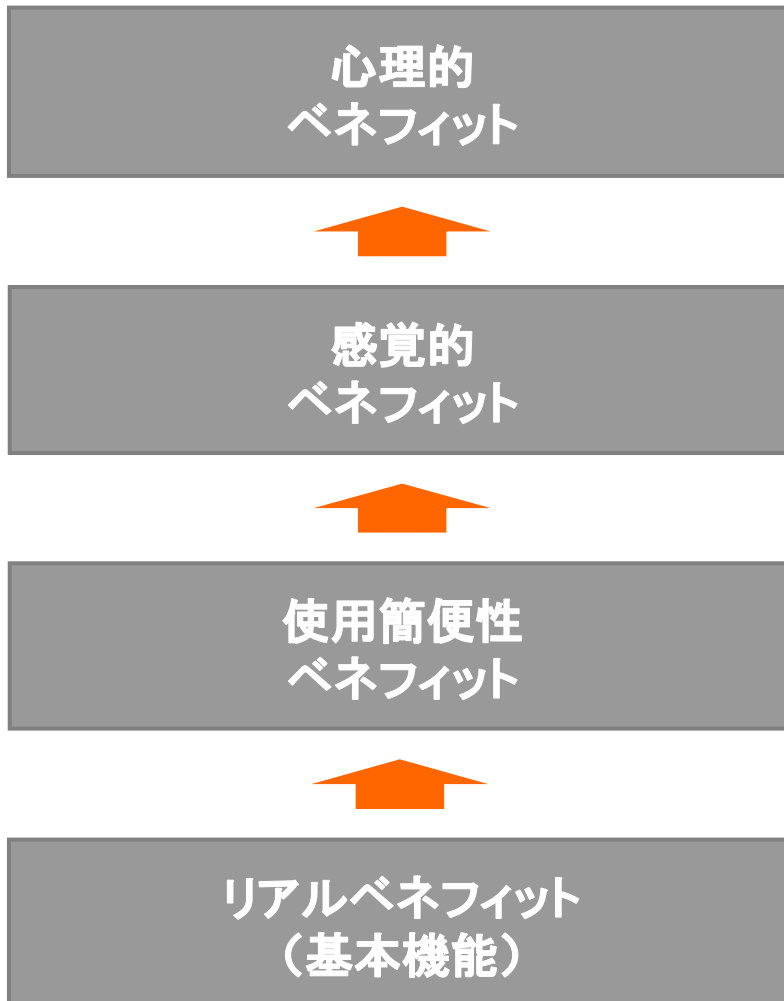 心理的
ベネフィット
感覚的
ベネフィット
使用簡便性
ベネフィット
リアルベネフィット
（基本機能）